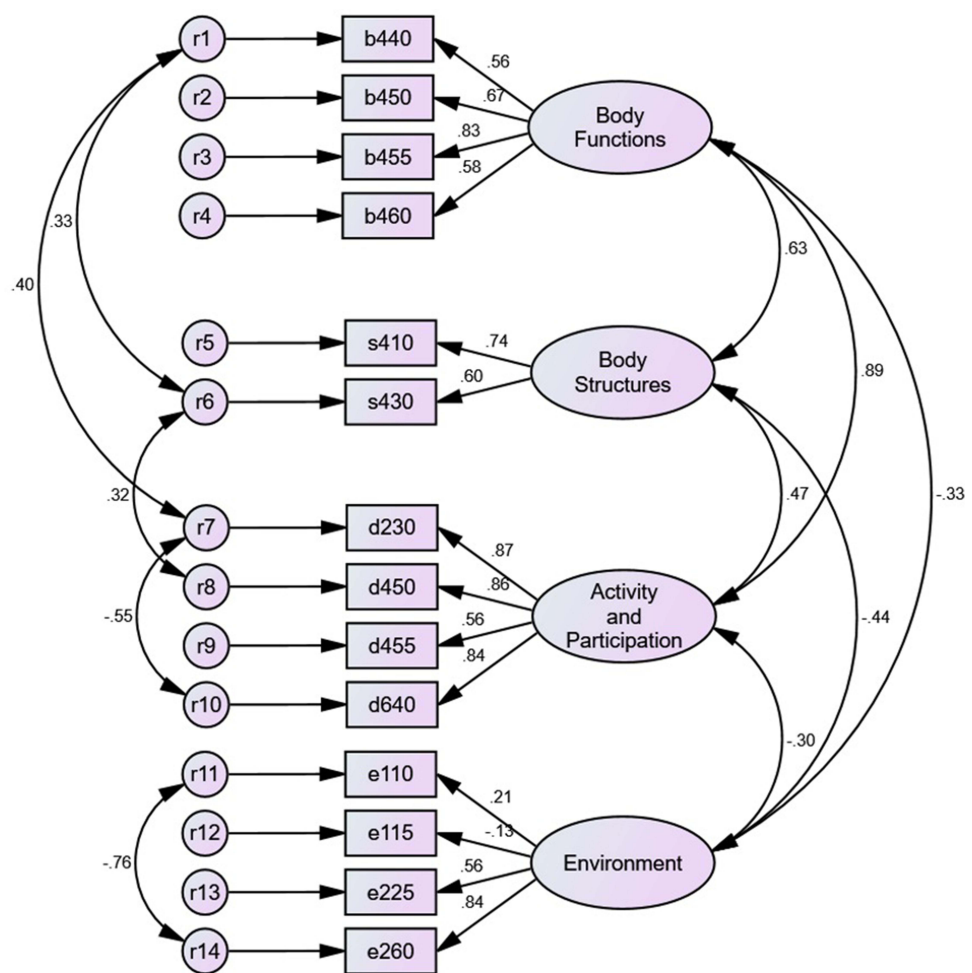 r1
b440
.56
r2
b450
.67
Body
Functions
r3
b455
.83
r4
b460
.58
.33
.40
.63
r5
s410
.74
Body
Structures
.89
r6
s430
.60
.32
.47
-.33
r7
d230
.87
r8
d450
.86
Activity
and
Participation
-.55
-.44
r9
d455
.56
r10
d640
.84
-.30
r11
e110
.21
r12
e115
-.13
-.76
Environment
r13
e225
.56
r14
e260
.84